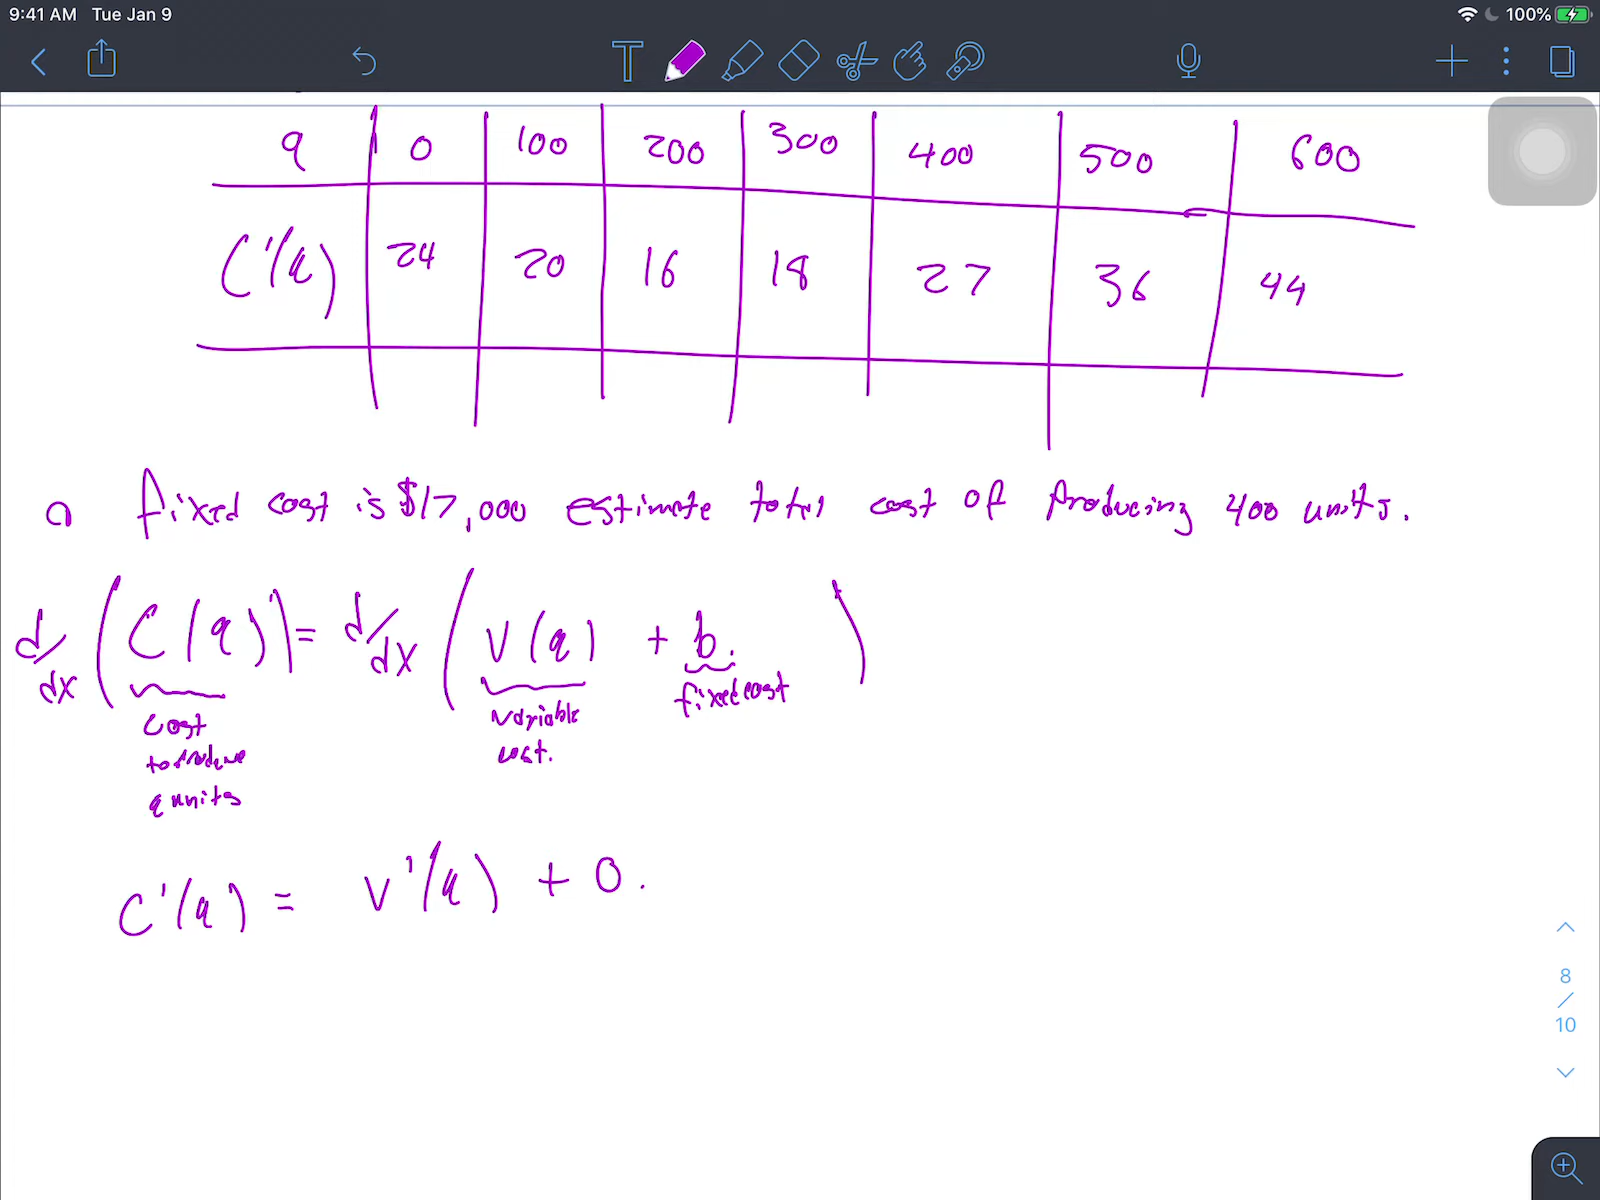 9:41 AM Tue Jan 9 100%
q 0 100 200 300 400 500 600
C'(q) 24 20 16 18 27 36 44
a fixed cost is $17,000 estimate total cost of producing 400 units.
d/dx (C(q)) = d/dx (V(q) + b.)
cost to produce q units
variable cost.
fixed cost
C'(q) = V'(q) + 0.
8 / 10